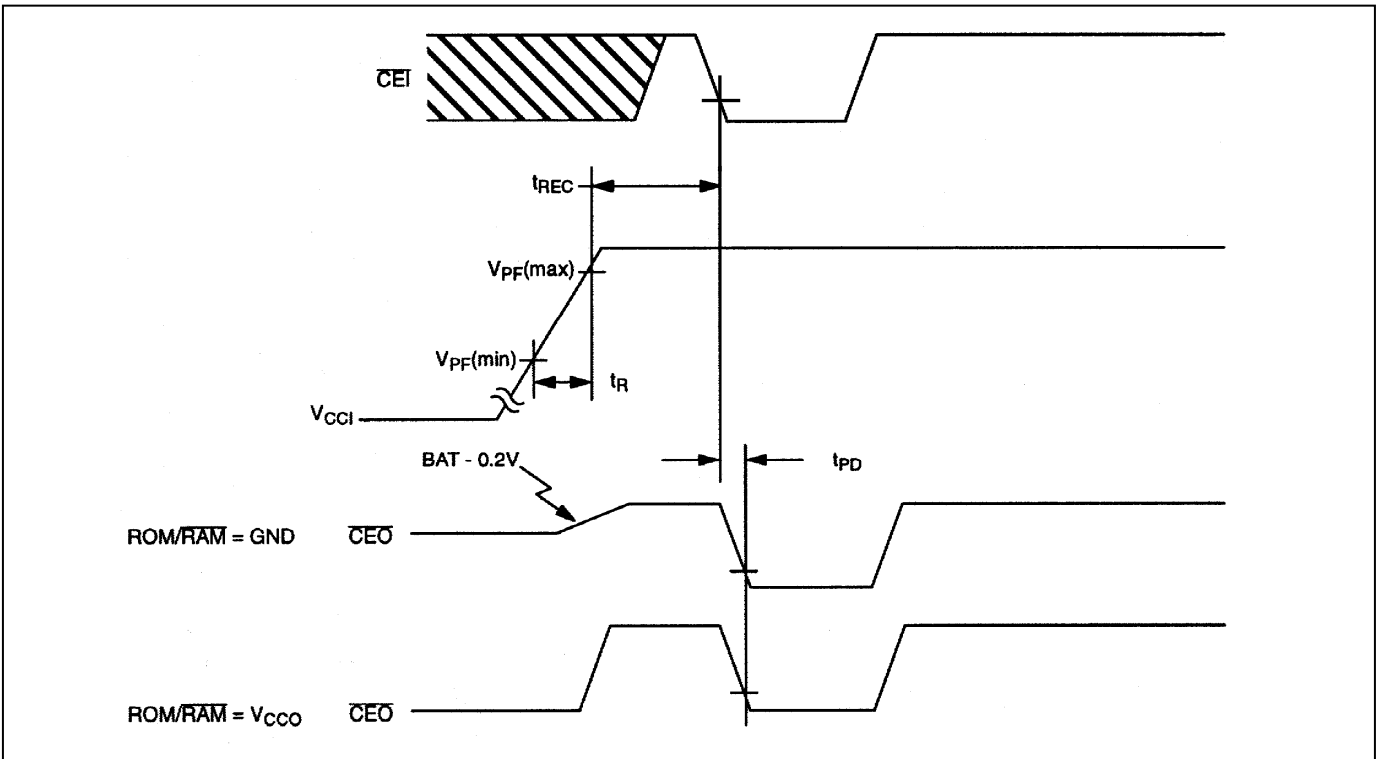 CEI
tREC
VPF(max)
VPF(min)
tR
VCCI
BAT - 0.2V
tPD
ROM/RAM = GND CEO
ROM/RAM = VCCO CEO